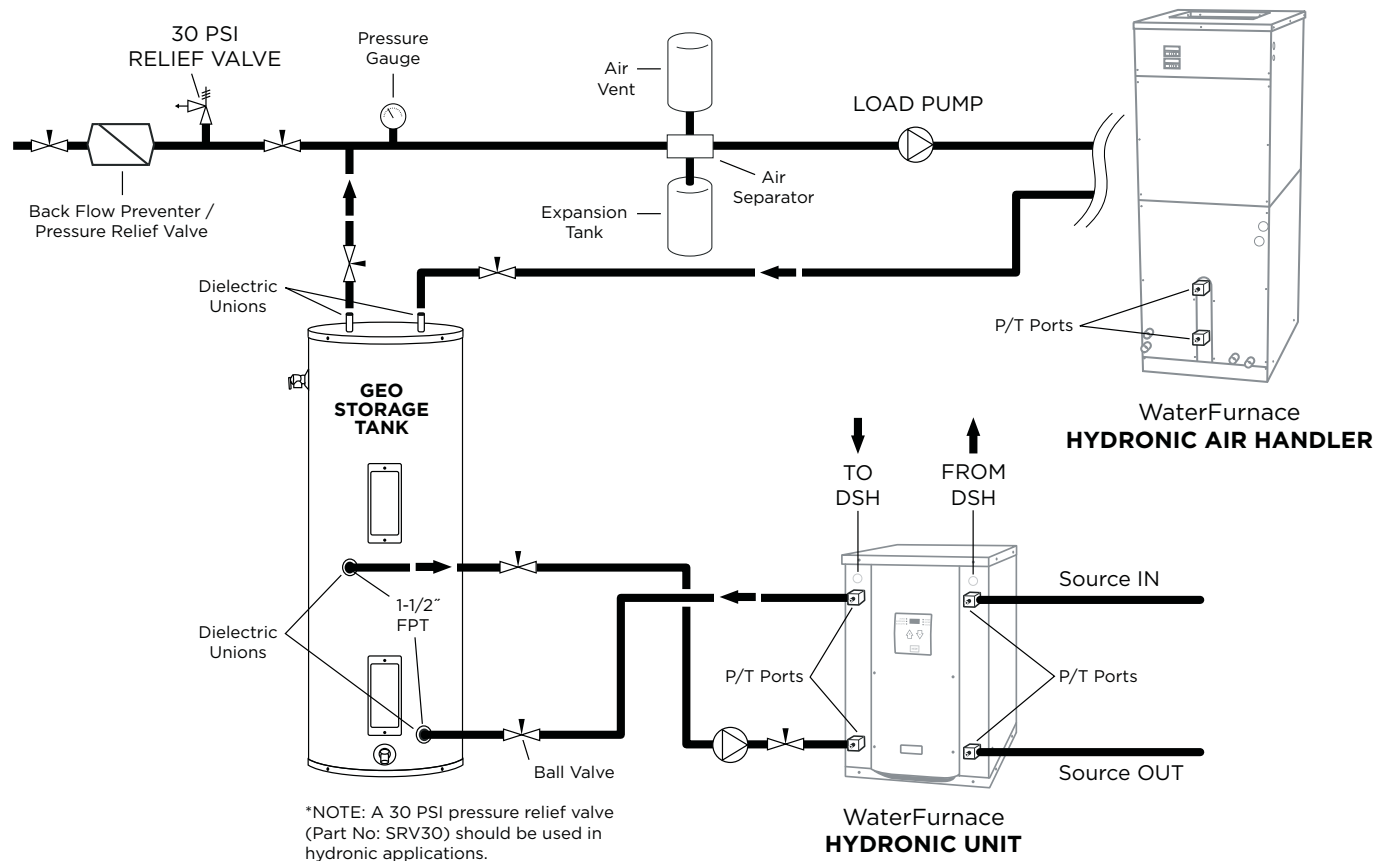 30 PSI
RELIEF VALVE
Pressure
Gauge
Air
Vent
LOAD PUMP
Back Flow Preventer /
Pressure Relief Valve
Air
Separator
Expansion
Tank
Dielectric
Unions
P/T Ports
GEO
STORAGE
TANK
WaterFurnace
HYDRONIC AIR HANDLER
TO
DSH
FROM
DSH
Source IN
1-1/2˝
FPT
Dielectric
Unions
P/T Ports
P/T Ports
Ball Valve
Source OUT
*NOTE: A 30 PSI pressure relief valve
(Part No: SRV30) should be used in
hydronic applications.
WaterFurnace
HYDRONIC UNIT